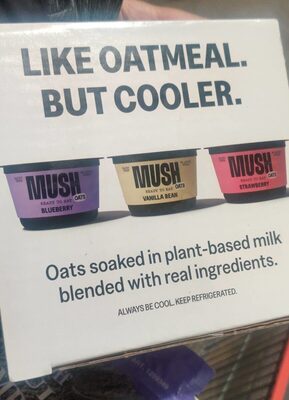 LIKE OATMEAL.
BUT COOLER.
MUSH
OATS
READY TO EAT
BLUEBERRY
MUSH
OATS
READY TO EAT
VANILLA BEAN
MUSH
OATS
READY TO EAT
STRAWBERRY
Oats soaked in plant-based milk
blended with real ingredients.
ALWAYS BE COOL. KEEP REFRIGERATED.